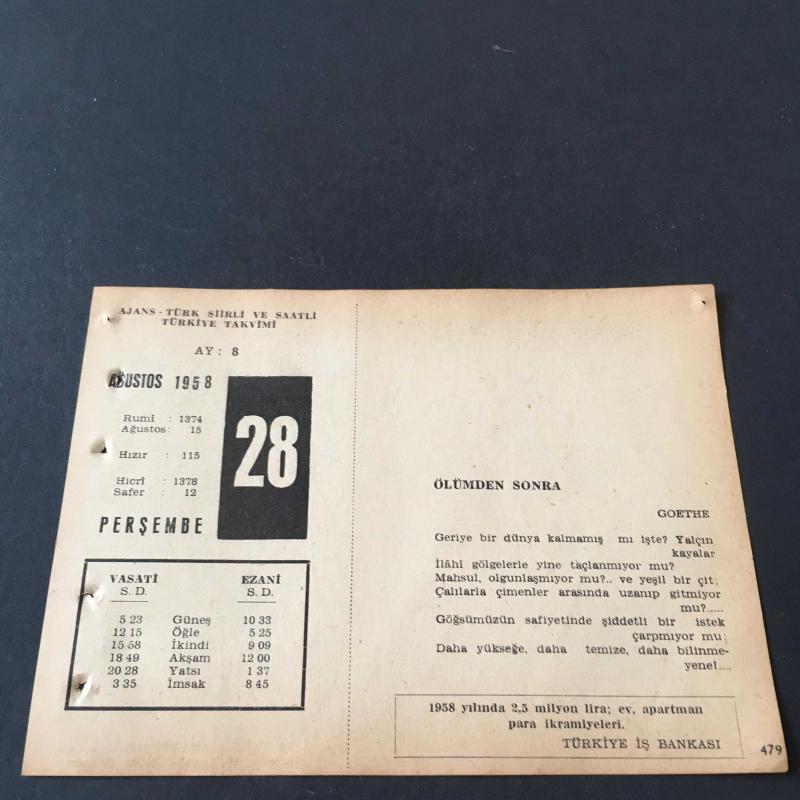 AJANS - TÜRK ŞİİRLİ VE SAATLİ
TÜRKİYE TAKVİMİ
AY : 8
AĞUSTOS 1958
28
Rumî : 1374
Ağustos: 15
Hızır : 115
Hicrî : 1378
Safer : 12
PERŞEMBE
VASATİ EZANİ
S. D. S. D.
5 23 Güneş 10 33
12 15 Öğle 5 25
15 58 İkindi 9 09
18 49 Akşam 12 00
20 28 Yatsı 1 37
3 35 İmsak 8 45
ÖLÜMDEN SONRA
GOETHE
Geriye bir dünya kalmamış mı işte? Yalçın
kayalar
İlâhî gölgelerle yine taçlanmıyor mu?
Mahsul, olgunlaşmıyor mu?.. ve yeşil bir çit;
Çalılarla çimenler arasında uzanıp gitmiyor
mu?.....
Göğsümüzün safiyetinde şiddetli bir istek
çarpmıyor mu:
Daha yükseğe, daha temize, daha bilinme-
yene!....
1958 yılında 2,5 milyon lira; ev, apartman
para ikramiyeleri.
TÜRKİYE İŞ BANKASI
479